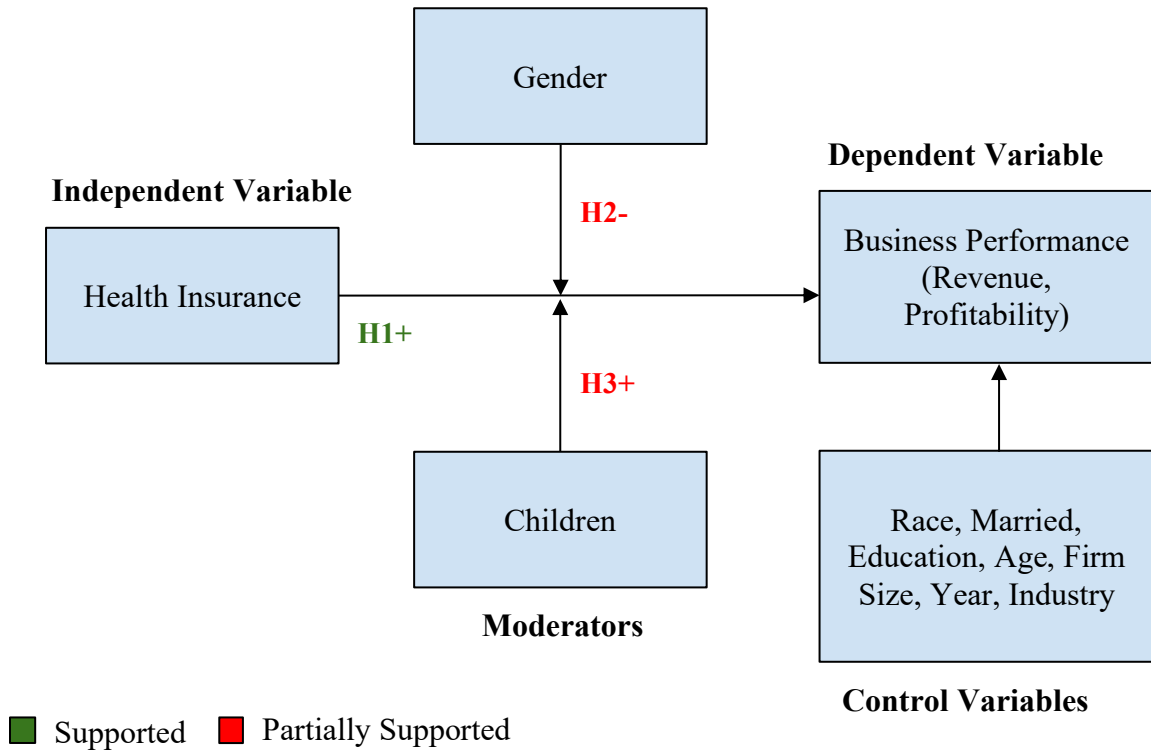 Gender
Independent Variable
Dependent Variable
Health Insurance
H1+
H2-
H3+
Business Performance
(Revenue,
Profitability)
Children
Moderators
Race, Married,
Education, Age, Firm
Size, Year, Industry
Control Variables
Supported
Partially Supported